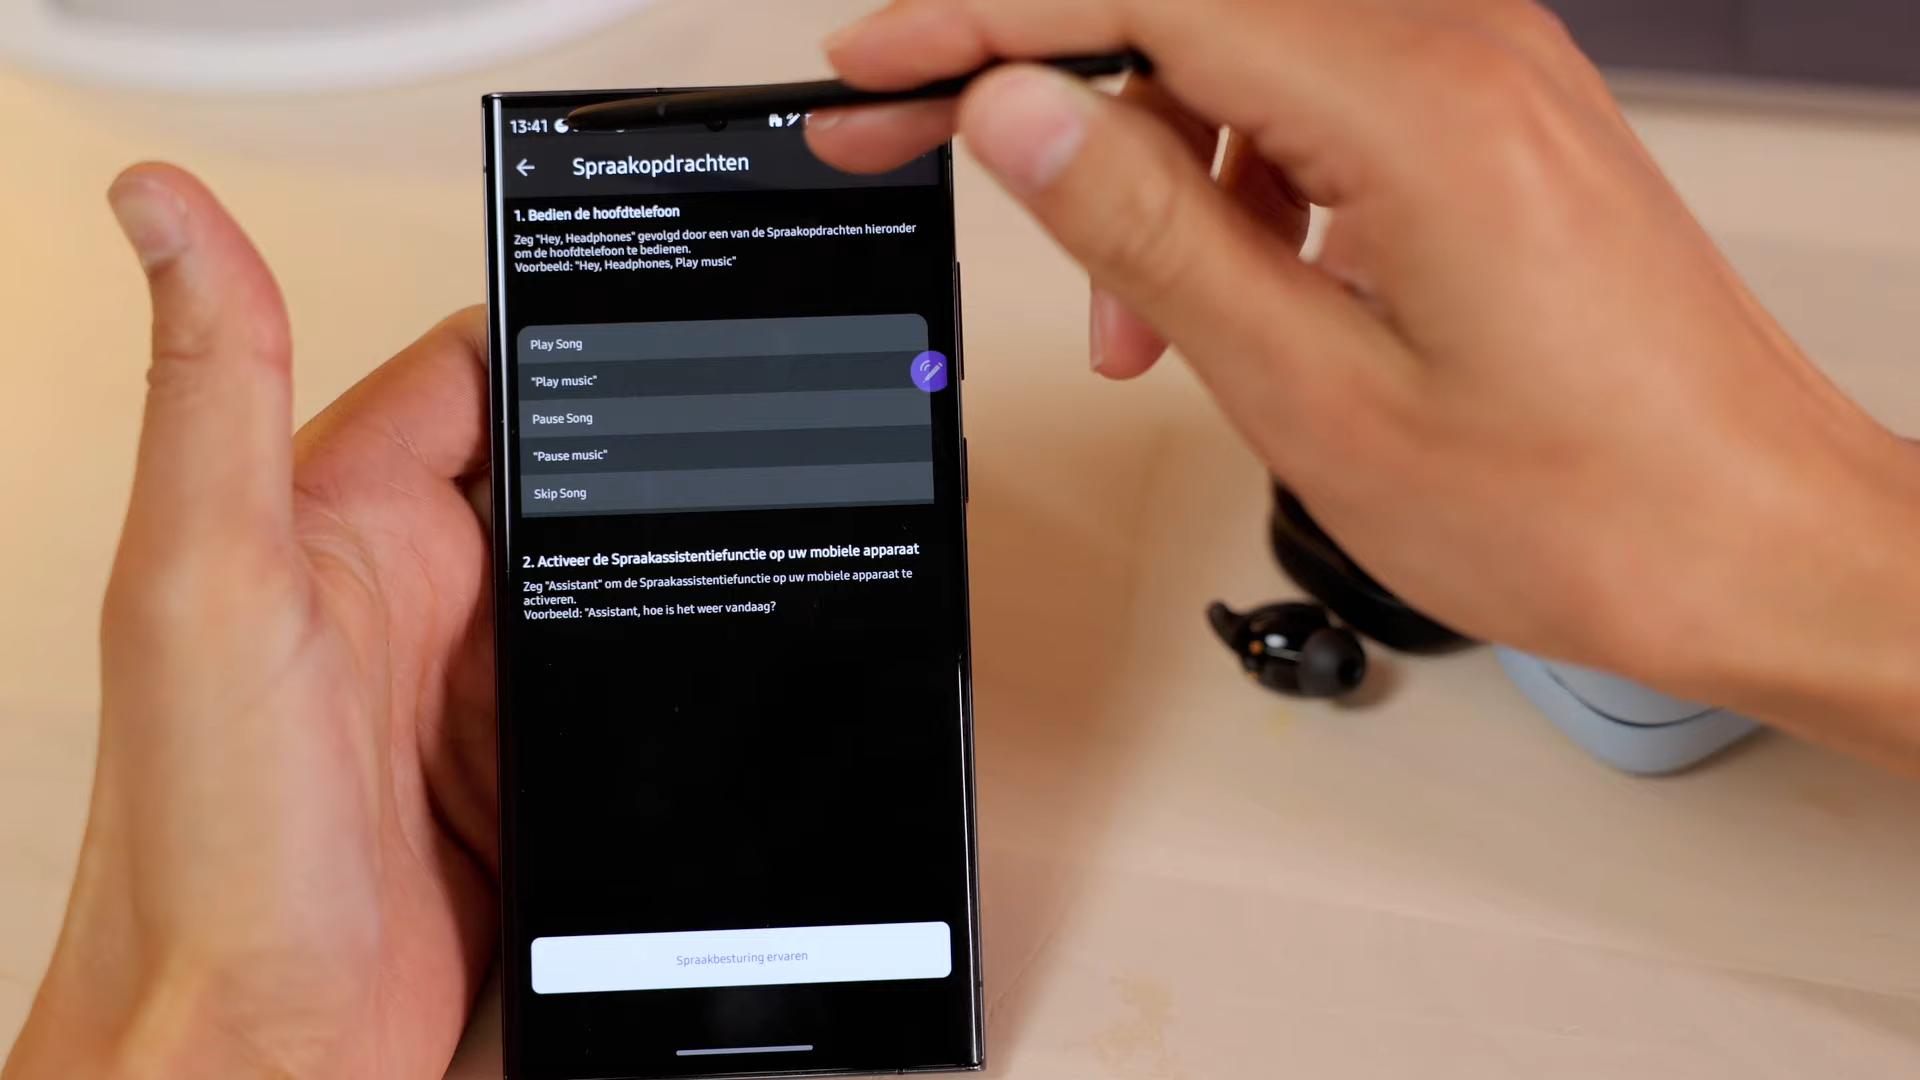 13:41
Spraakopdrachten
1. Bedien de hoofdtelefoon
Zeg "Hey, Headphones" gevolgd door een van de Spraakopdrachten hieronder
om de hoofdtelefoon te bedienen.
Voorbeeld: "Hey, Headphones, Play music"
Play Song
"Play music"
Pause Song
"Pause music"
Skip Song
2. Activeer de Spraakassistentiefunctie op uw mobiele apparaat
Zeg "Assistant" om de Spraakassistentiefunctie op uw mobiele apparaat te
activeren.
Voorbeeld: "Assistant, hoe is het weer vandaag?
Spraakbesturing ervaren